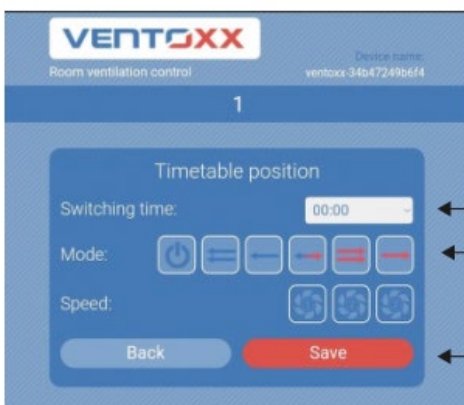 VENTOXX
Device name:
Room ventilation control
ventoxx-34b47249b6f4
1
Timetable position
Switching time:
00:00
Mode:
Speed:
Back
Save